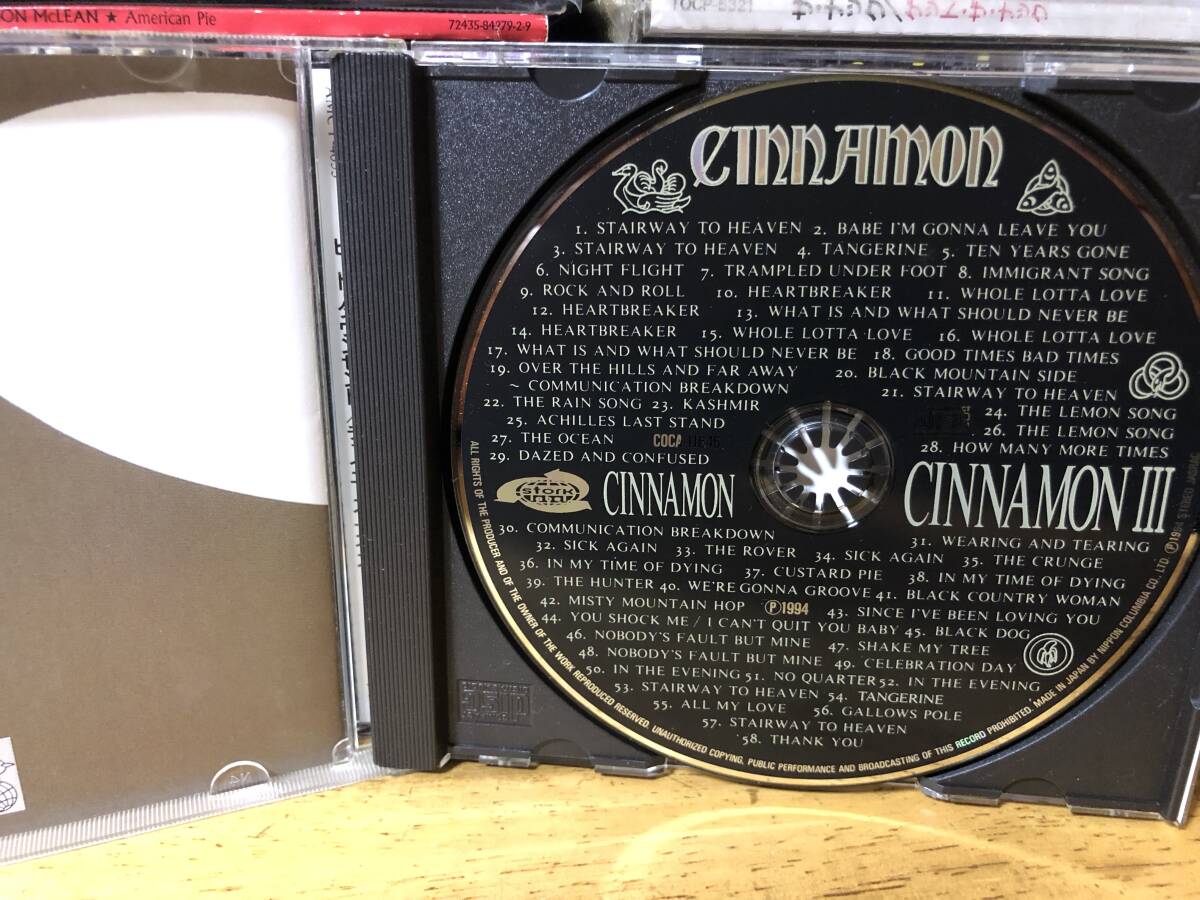 ON McLEAN ★ American Pie
72435-84279-2-9
TOCP-8321
CINNAMON
1. STAIRWAY TO HEAVEN 2. BABE I'M GONNA LEAVE YOU
3. STAIRWAY TO HEAVEN 4. TANGERINE 5. TEN YEARS GONE
6. NIGHT FLIGHT 7. TRAMPLED UNDER FOOT 8. IMMIGRANT SONG
9. ROCK AND ROLL 10. HEARTBREAKER 11. WHOLE LOTTA LOVE
12. HEARTBREAKER 13. WHAT IS AND WHAT SHOULD NEVER BE
14. HEARTBREAKER 15. WHOLE LOTTA LOVE 16. WHOLE LOTTA LOVE
17. WHAT IS AND WHAT SHOULD NEVER BE 18. GOOD TIMES BAD TIMES
19. OVER THE HILLS AND FAR AWAY 20. BLACK MOUNTAIN SIDE
~ COMMUNICATION BREAKDOWN 21. STAIRWAY TO HEAVEN
22. THE RAIN SONG 23. KASHMIR 24. THE LEMON SONG
25. ACHILLES LAST STAND 26. THE LEMON SONG
27. THE OCEAN COCA 28. HOW MANY MORE TIMES
29. DAZED AND CONFUSED
stork
CINNAMON
CINNAMON III
30. COMMUNICATION BREAKDOWN 31. WEARING AND TEARING
32. SICK AGAIN 33. THE ROVER 34. SICK AGAIN 35. THE CRUNGE
36. IN MY TIME OF DYING 37. CUSTARD PIE 38. IN MY TIME OF DYING
39. THE HUNTER 40. WE'RE GONNA GROOVE 41. BLACK COUNTRY WOMAN
42. MISTY MOUNTAIN HOP ℗1994 43. SINCE I'VE BEEN LOVING YOU
44. YOU SHOCK ME / I CAN'T QUIT YOU BABY 45. BLACK DOG
46. NOBODY'S FAULT BUT MINE 47. SHAKE MY TREE
48. NOBODY'S FAULT BUT MINE 49. CELEBRATION DAY
50. IN THE EVENING 51. NO QUARTER 52. IN THE EVENING
53. STAIRWAY TO HEAVEN 54. TANGERINE
55. ALL MY LOVE 56. GALLOWS POLE
57. STAIRWAY TO HEAVEN
58. THANK YOU
ALL RIGHTS OF THE PRODUCER AND OF THE OWNER OF THE WORK REPRODUCED RESERVED. UNAUTHORIZED COPYING, PUBLIC PERFORMANCE AND BROADCASTING OF THIS RECORD PROHIBITED. MADE IN JAPAN BY NIPPON COLUMBIA CO., LTD. ℗1994 STEREO